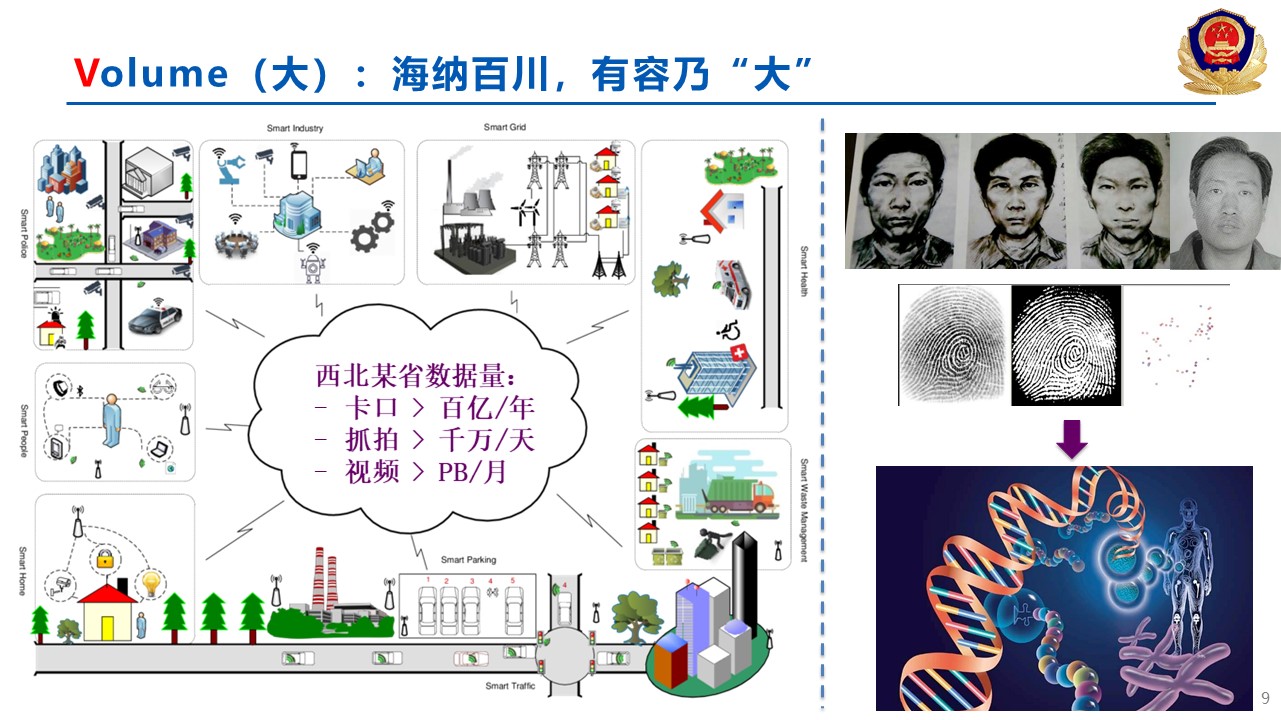 Volume（大）：海纳百川，有容乃“大”
Smart Industry
Smart Grid
Smart Police
Smart Health
西北某省数据量：
- 卡口 > 百亿/年
- 抓拍 > 千万/天
- 视频 > PB/月
Smart People
Smart Waste Management
Smart Home
Smart Parking
1 2 3 4 5
4
9
Smart Traffic
9